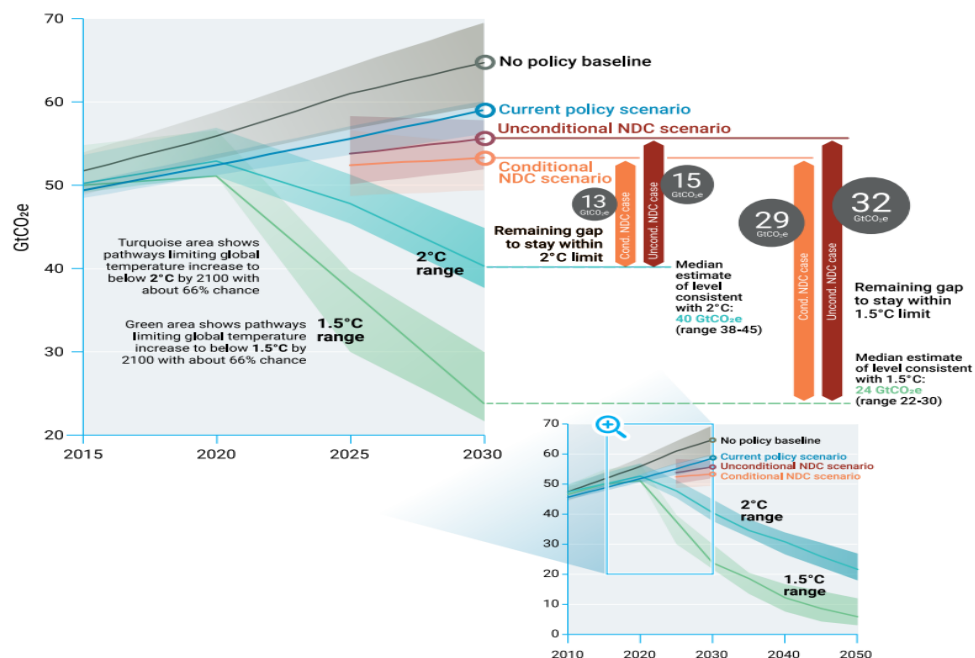 70
60
50
40
30
20
GtCO₂e
2015
2020
2025
2030
No policy baseline
Current policy scenario
Unconditional NDC scenario
Conditional
NDC scenario
Turquoise area shows
pathways limiting global
temperature increase to
below 2°C by 2100 with
about 66% chance
Green area shows pathways
limiting global temperature
increase to below 1.5°C by
2100 with about 66% chance
2°C
range
1.5°C
range
13
GtCO₂e
Cond. NDC case
Uncond. NDC case
15
GtCO₂e
Remaining gap
to stay within
2°C limit
Median
estimate
of level
consistent
with 2°C:
40 GtCO₂e
(range 38-45)
29
GtCO₂e
Cond. NDC case
Uncond. NDC case
32
GtCO₂e
Remaining gap
to stay within
1.5°C limit
Median estimate
of level consistent
with 1.5°C:
24 GtCO₂e
(range 22-30)
70
60
50
40
30
20
10
0
2010
2020
2030
2040
2050
No policy baseline
Current policy scenario
Unconditional NDC scenario
Conditional NDC scenario
2°C
range
1.5°C
range